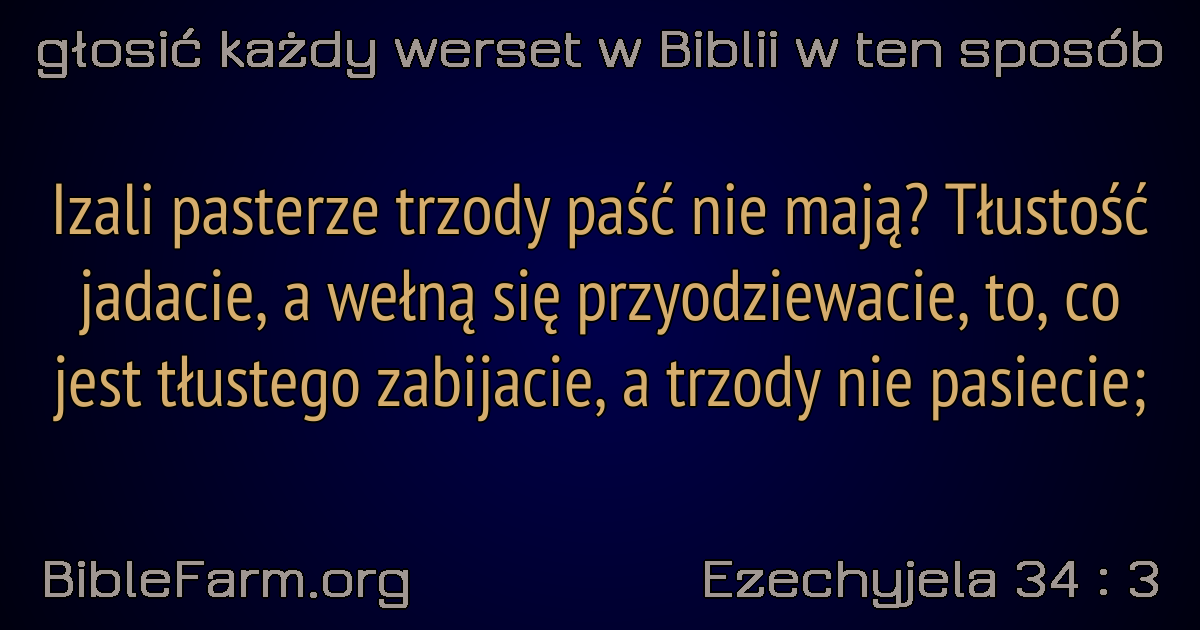 głosić każdy werset w Biblii w ten sposób
Izali pasterze trzody paść nie mają? Tłustość
jadacie, a wełną się przyodziewacie, to, co
jest tłustego zabijacie, a trzody nie pasiecie;
BibleFarm.org
Ezechyjela 34 : 3